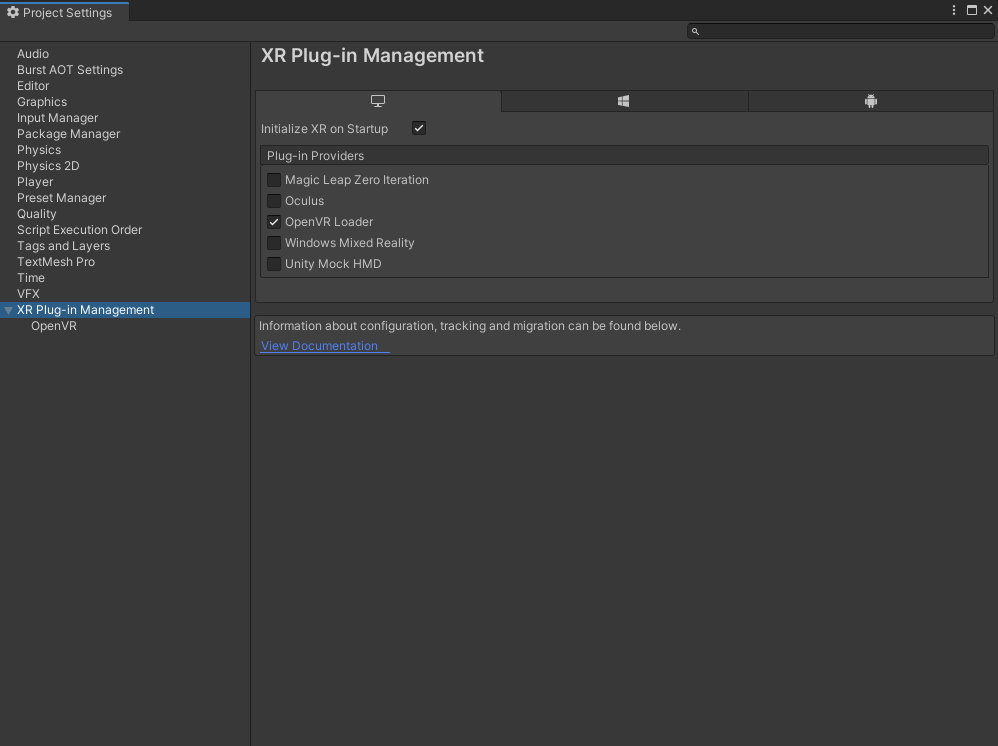 Project Settings
Audio
Burst AOT Settings
Editor
Graphics
Input Manager
Package Manager
Physics
Physics 2D
Player
Preset Manager
Quality
Script Execution Order
Tags and Layers
TextMesh Pro
Time
VFX
XR Plug-in Management
OpenVR
XR Plug-in Management
Initialize XR on Startup
Plug-in Providers
Magic Leap Zero Iteration
Oculus
OpenVR Loader
Windows Mixed Reality
Unity Mock HMD
Information about configuration, tracking and migration can be found below.
View Documentation